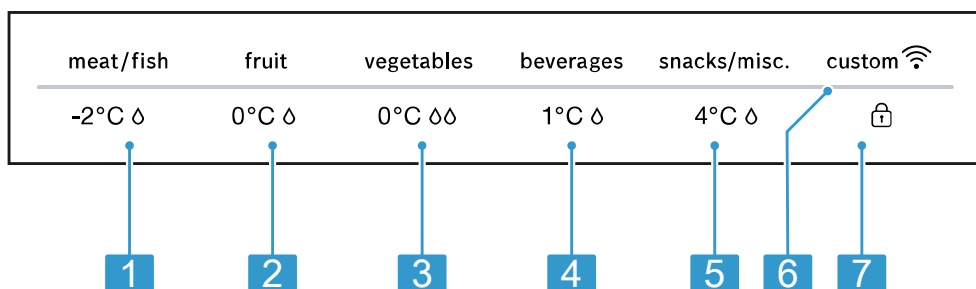 meat/fish fruit vegetables beverages snacks/misc. custom
-2°C 0°C 0°C 1°C 4°C
1 2 3 4 5 6 7